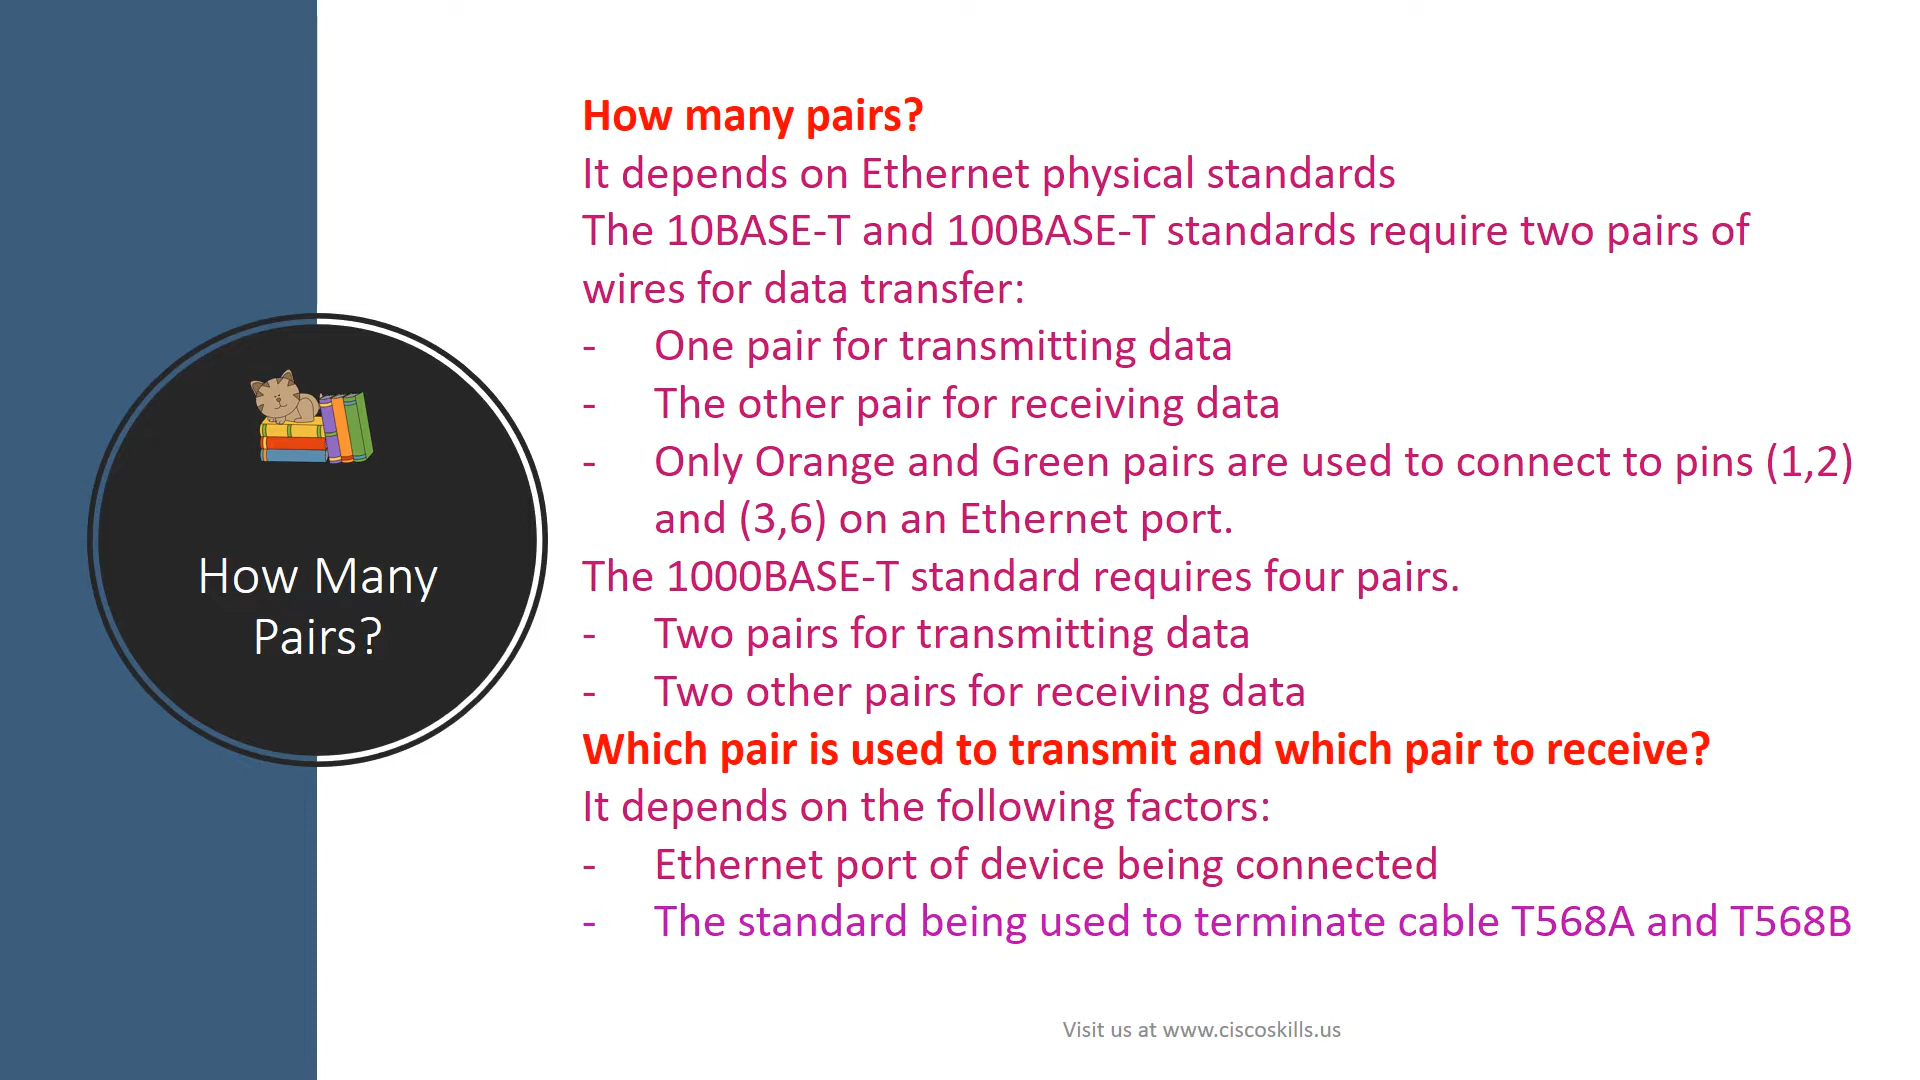 How Many
Pairs?
How many pairs?
It depends on Ethernet physical standards
The 10BASE-T and 100BASE-T standards require two pairs of
wires for data transfer:
- One pair for transmitting data
- The other pair for receiving data
- Only Orange and Green pairs are used to connect to pins (1,2)
and (3,6) on an Ethernet port.
The 1000BASE-T standard requires four pairs.
- Two pairs for transmitting data
- Two other pairs for receiving data
Which pair is used to transmit and which pair to receive?
It depends on the following factors:
- Ethernet port of device being connected
- The standard being used to terminate cable T568A and T568B
Visit us at www.ciscoskills.us